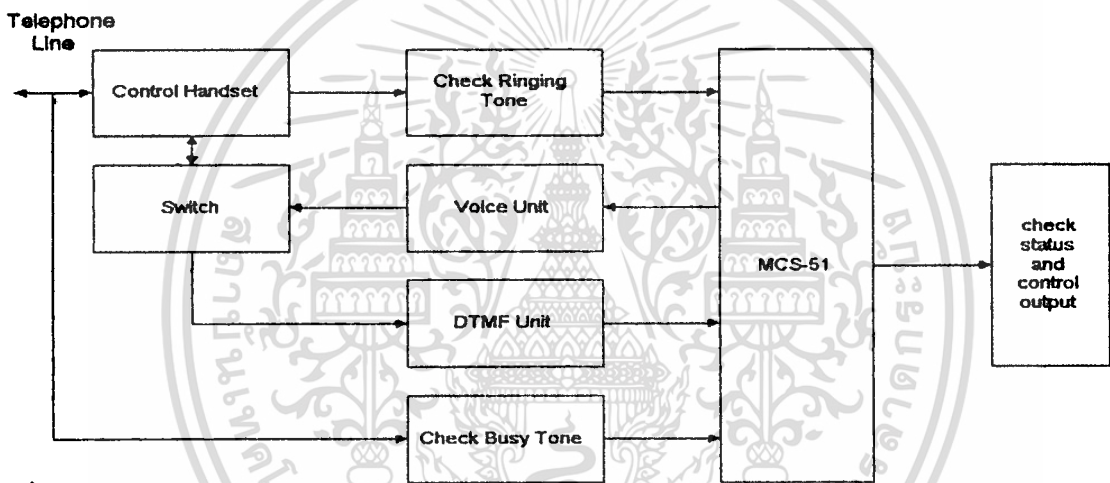 Telephone
Line
Control Handset
Check Ringing
Tone
Switch
Voice Unit
MCS-51
check
status
and
control
output
DTMF Unit
Check Busy Tone